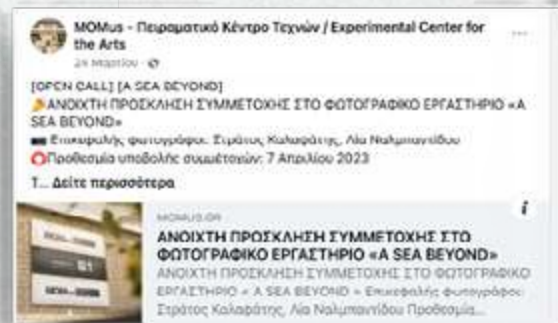 MOMus - Πειραματικό Κέντρο Τεχνών / Experimental Center for
the Arts
24 Μαρτίου
[OPEN CALL] [A SEA BEYOND]
ΑΝΟΙΧΤΗ ΠΡΟΣΚΛΗΣΗ ΣΥΜΜΕΤΟΧΗΣ ΣΤΟ ΦΩΤΟΓΡΑΦΙΚΟ ΕΡΓΑΣΤΗΡΙΟ «A
SEA BEYOND»
Επικεφαλής φωτογράφοι: Στράτος Καλαφάτης, Λία Ναλμπαντίδου
Προθεσμία υποβολής συμμετοχών: 7 Απριλίου 2023
Τ... Δείτε περισσότερα
MOMUS.GR
ΑΝΟΙΧΤΗ ΠΡΟΣΚΛΗΣΗ ΣΥΜΜΕΤΟΧΗΣ ΣΤΟ
ΦΩΤΟΓΡΑΦΙΚΟ ΕΡΓΑΣΤΗΡΙΟ «A SEA BEYOND»
ΑΝΟΙΧΤΗ ΠΡΟΣΚΛΗΣΗ ΣΥΜΜΕΤΟΧΗΣ ΣΤΟ ΦΩΤΟΓΡΑΦΙΚΟ
ΕΡΓΑΣΤΗΡΙΟ « A SEA BEYOND » Επικεφαλής φωτογράφοι:
Στράτος Καλαφάτης, Λία Ναλμπαντίδου Προθεσμία...